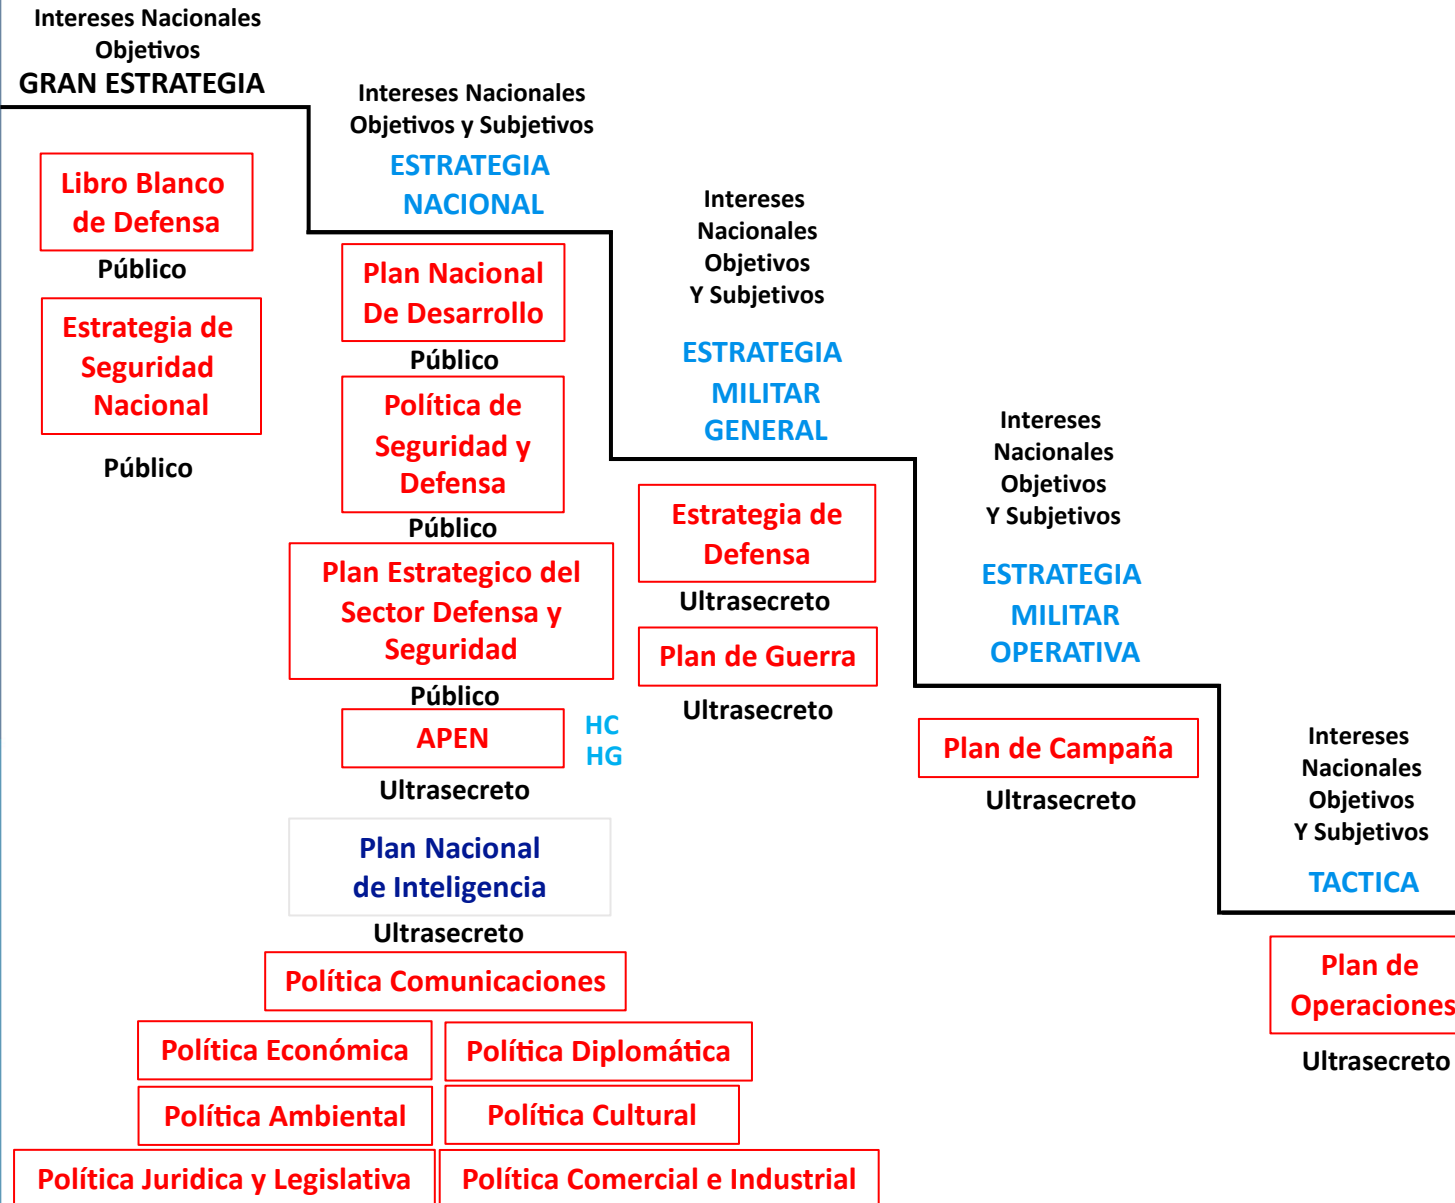 Intereses Nacionales
Objetivos
GRAN ESTRATEGIA
Libro Blanco
de Defensa
Público
Estrategia de
Seguridad
Nacional
Público
Intereses Nacionales
Objetivos y Subjetivos
ESTRATEGIA
NACIONAL
Plan Nacional
De Desarrollo
Público
Política de
Seguridad y
Defensa
Público
Plan Estrategico del
Sector Defensa y
Seguridad
Público
APEN
HC
HG
Ultrasecreto
Plan Nacional
de Inteligencia
Ultrasecreto
Política Comunicaciones
Política Económica
Política Diplomática
Política Ambiental
Política Cultural
Política Juridica y Legislativa
Política Comercial e Industrial
Intereses
Nacionales
Objetivos
Y Subjetivos
ESTRATEGIA
MILITAR
GENERAL
Estrategia de
Defensa
Ultrasecreto
Plan de Guerra
Ultrasecreto
Intereses
Nacionales
Objetivos
Y Subjetivos
ESTRATEGIA
MILITAR
OPERATIVA
Plan de Campaña
Ultrasecreto
Intereses
Nacionales
Objetivos
Y Subjetivos
TACTICA
Plan de
Operaciones
Ultrasecreto